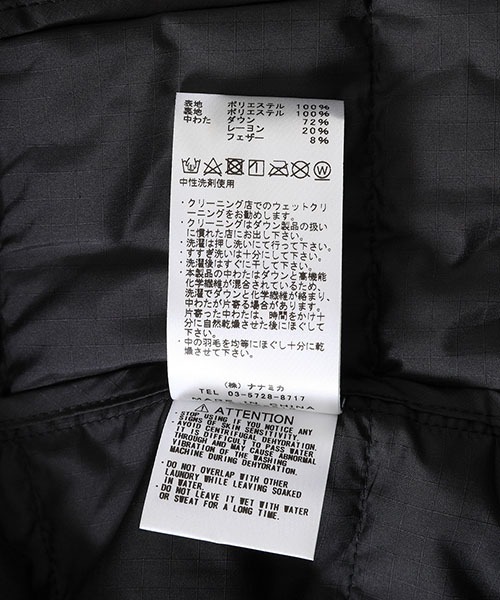 表地 ポリエステル 100%
裏地 ポリエステル 100%
中わた ダウン 72%
レーヨン 20%
フェザー 8%
中性洗剤使用
・クリーニング店でのウェットクリ
ーニングをお勧めします。
・クリーニングはダウン製品の扱い
に慣れた店にお出し下さい。
・洗濯は押し洗いにて行って下さい。
・すすぎ洗いは十分にして下さい。
・洗濯後はすぐに干して下さい。
・本製品の中わたはダウンと高機能
化学繊維が混合されているため、
洗濯でダウンと化学繊維が絡まり、
中わたが片寄る場合があります。
片寄った中わたは、時間をかけ十
分に自然乾燥させた後にほぐして
下さい。
・中の羽毛を均等にほぐし十分に乾
燥させて下さい。
(株) ナナミカ
TEL 03-5728-8717
MADE IN CHINA
ATTENTION
・STOP USING IF YOU NOTICE ANY
SIGNS OF SKIN SENSITIVITY.
・AVOID CENTRIFUGAL DEHYDRATION.
IT IS DIFFICULT TO PASS WATER
THROUGH AND MAY CAUSE ABNORMAL
VIBRATION OF THE WASHING
MACHINE DURING DEHYDRATION.
・DO NOT OVERLAP WITH OTHER
LAUNDRY WHILE LEAVING SOAKED
IN WATER.
・DO NOT LEAVE IT WET WITH WATER
OR SWEAT FOR A LONG TIME.